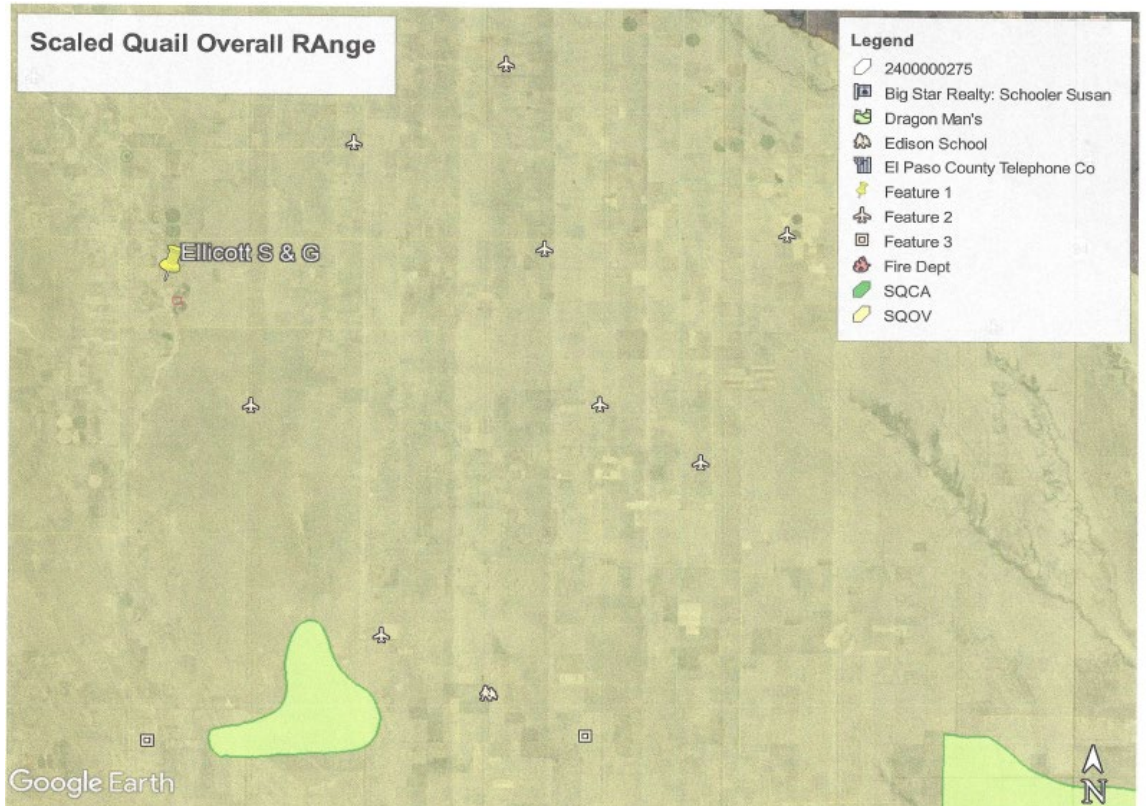 Scaled Quail Overall RAnge
Legend
2400000275
Big Star Realty: Schooler Susan
Dragon Man's
Edison School
El Paso County Telephone Co
Feature 1
Feature 2
Feature 3
Fire Dept
SQCA
SQOV
Ellicott S & G
Google Earth
N